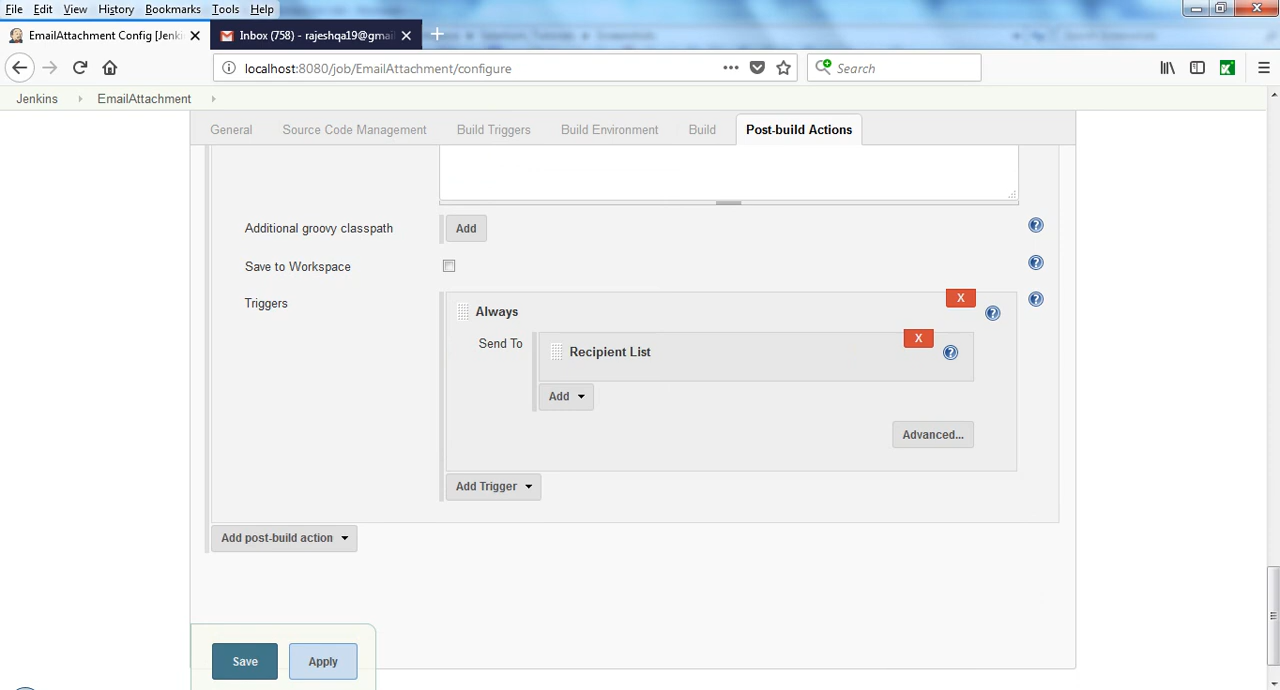 File Edit View History Bookmarks Tools Help
EmailAttachment Config [Jenki
Inbox (758) - rajeshqa19@gmai
localhost:8080/job/EmailAttachment/configure
Search
Jenkins EmailAttachment
General Source Code Management Build Triggers Build Environment Build Post-build Actions
Additional groovy classpath Add
Save to Workspace
Triggers
X
Always
X
Send To
Recipient List
Add
Advanced...
Add Trigger
Add post-build action
Save Apply